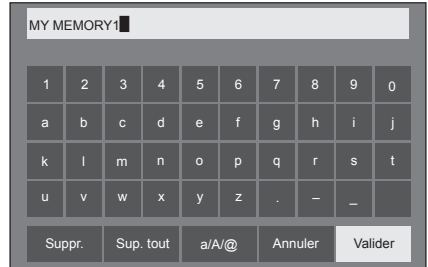 MY MEMORY1
1 2 3 4 5 6 7 8 9 0
a b c d e f g h i j
k l m n o p q r s t
u v w x y z . – _
Suppr. Sup. tout a/A/@ Annuler Valider